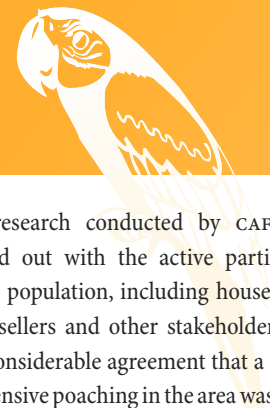 research conducted by CAF
d out with the active parti
population, including house
sellers and other stakeholder
onsiderable agreement that a
ensive poaching in the area was